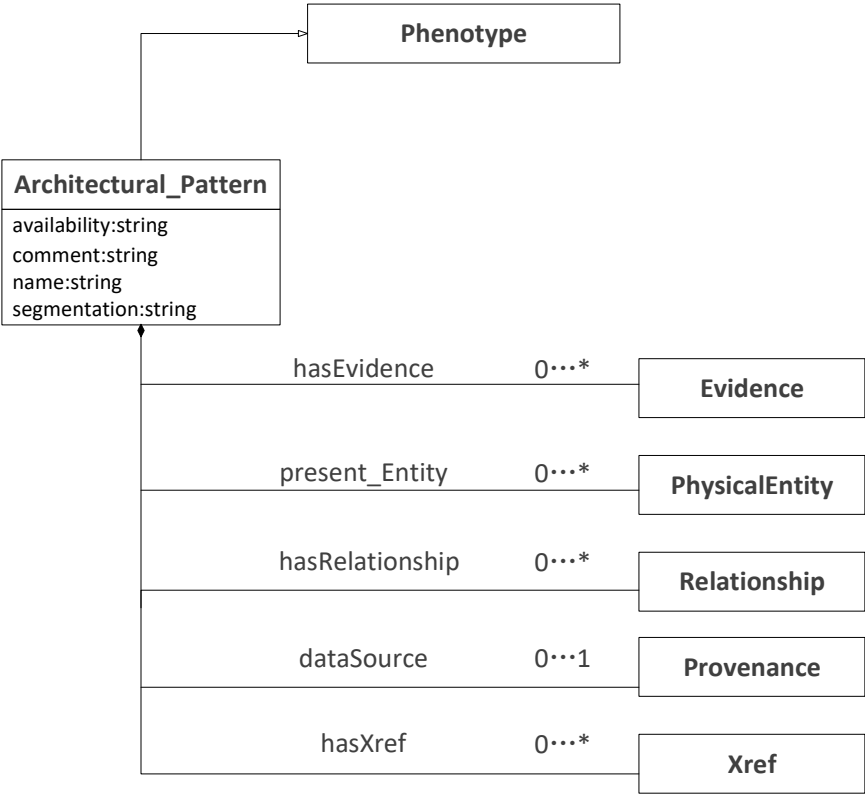 Phenotype
Architectural_Pattern
availability:string
comment:string
name:string
segmentation:string
hasEvidence 0⋯*
Evidence
present_Entity 0⋯*
PhysicalEntity
hasRelationship 0⋯*
Relationship
dataSource 0⋯1
Provenance
hasXref 0⋯*
Xref